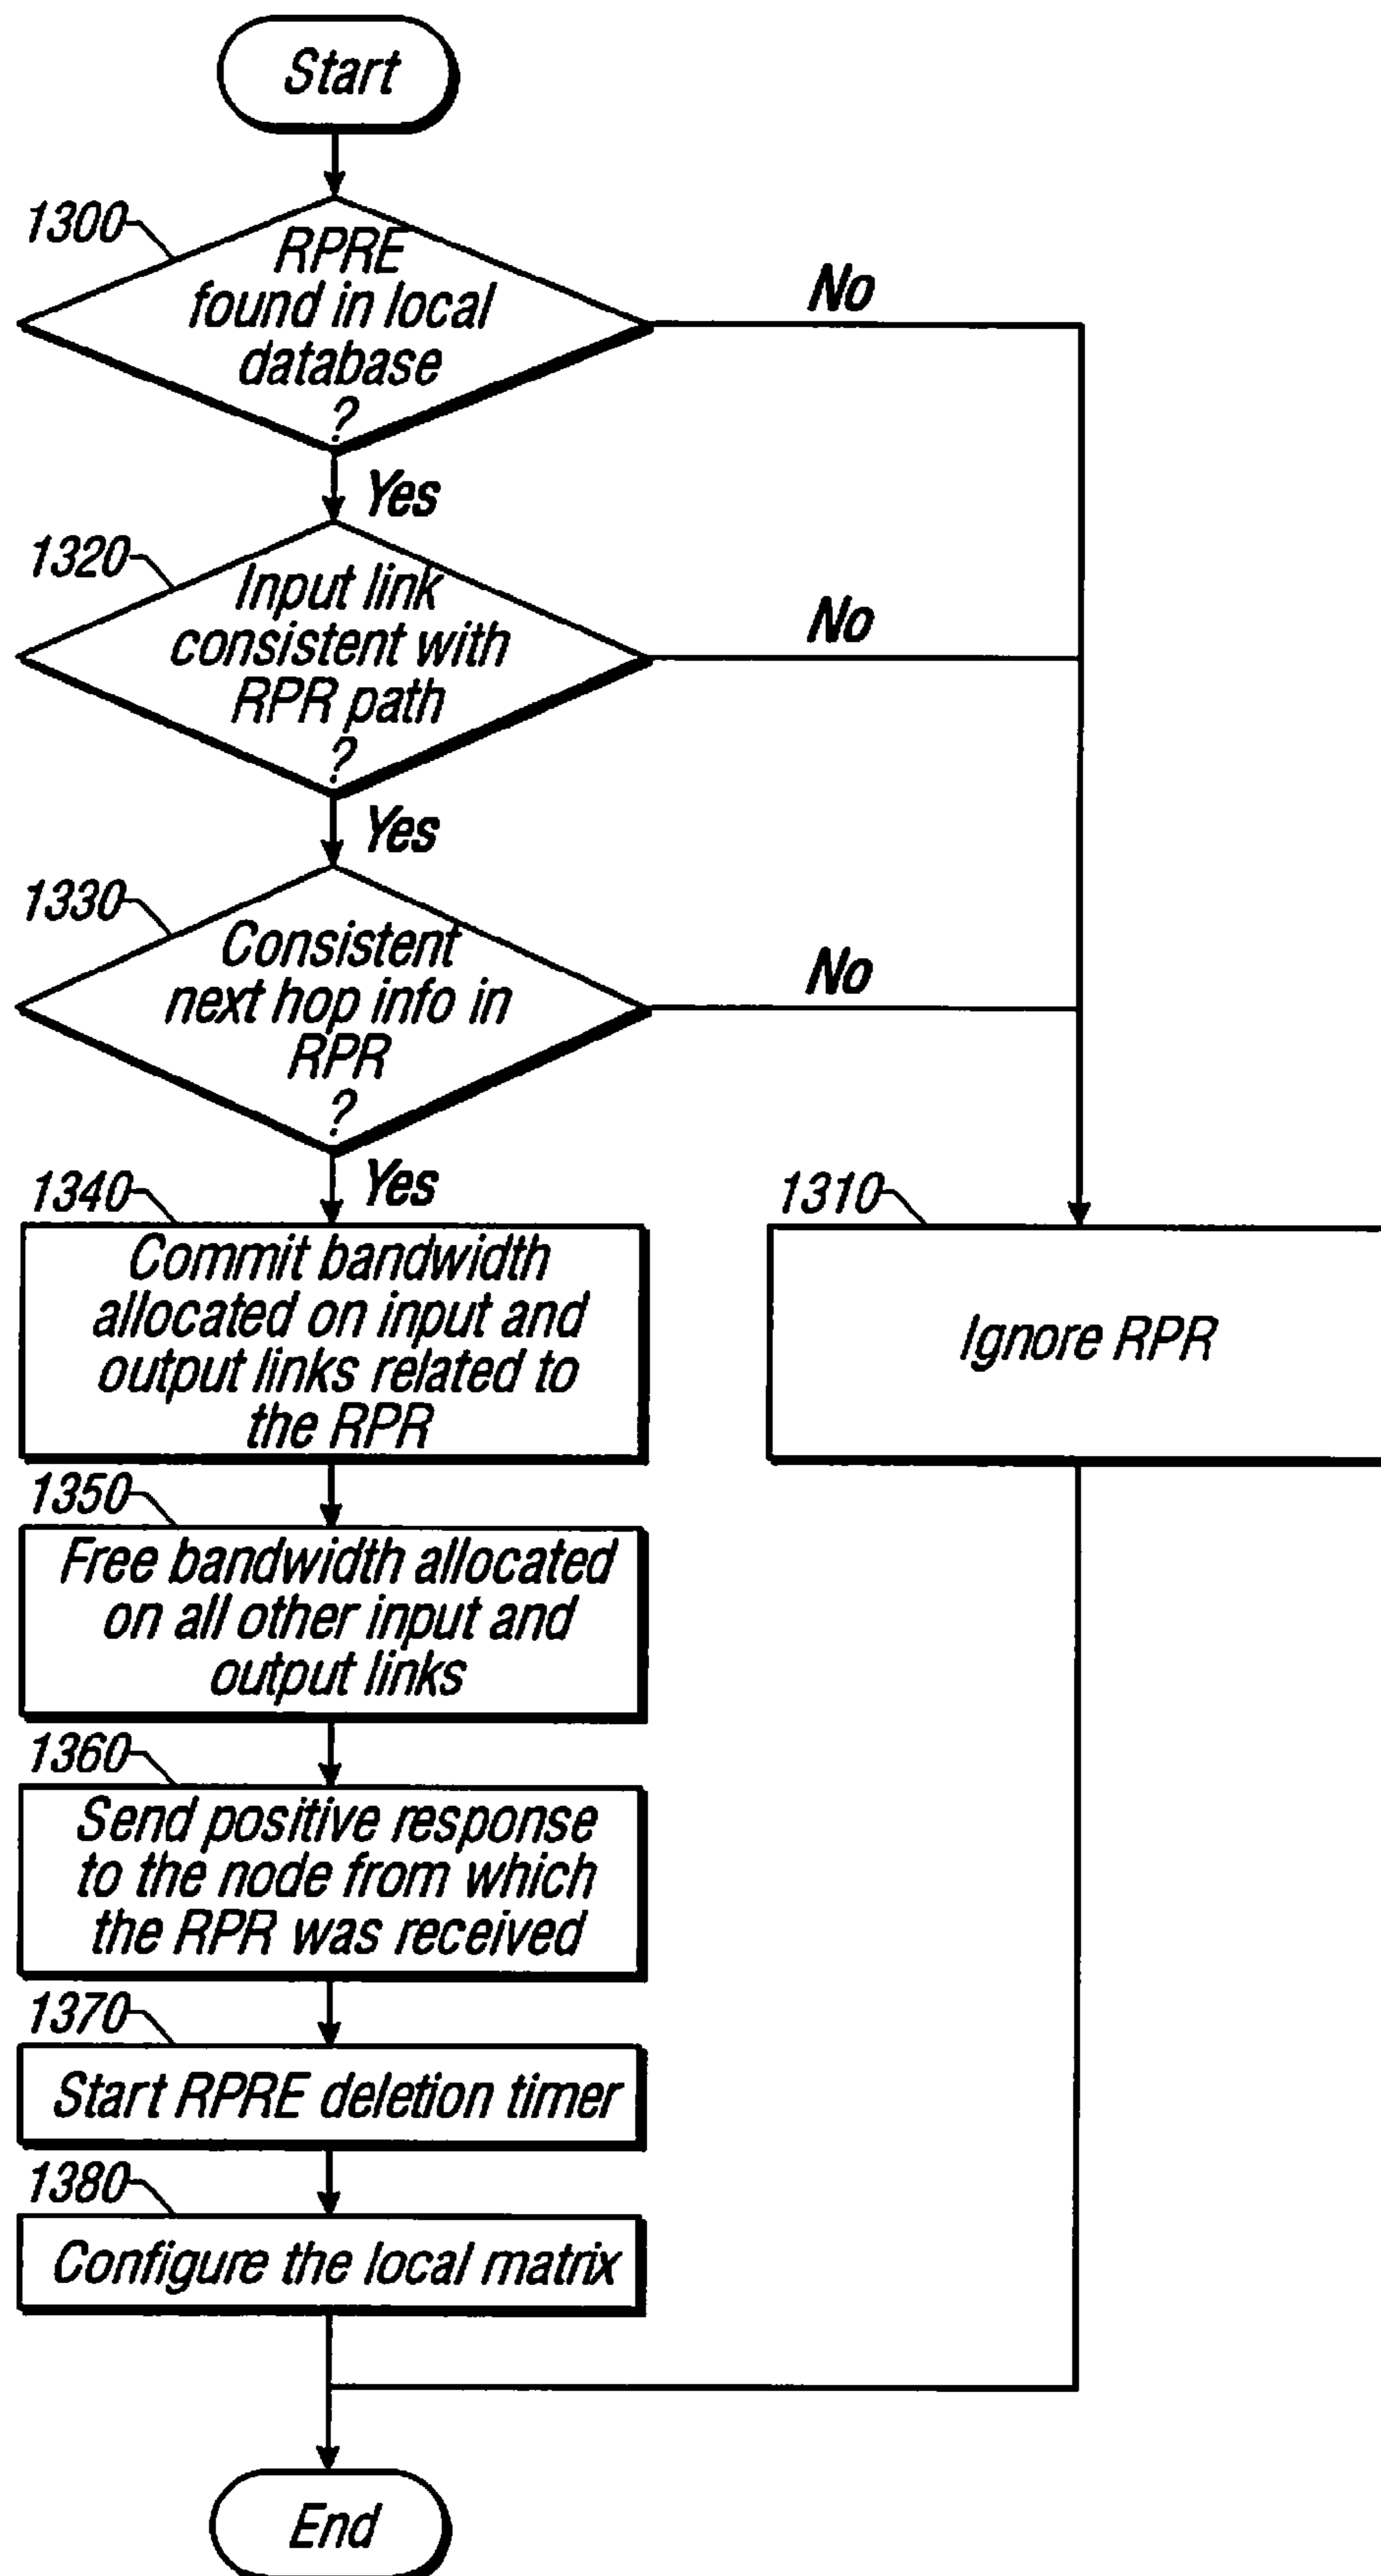 Start
1300
RPRE
found in local
database
?
No
Yes
1320
Input link
consistent with
RPR path
?
No
Yes
1330
Consistent
next hop info in
RPR
?
No
Yes
1340
Commit bandwidth
allocated on input and
output links related to
the RPR
1310
Ignore RPR
1350
Free bandwidth allocated
on all other input and
output links
1360
Send positive response
to the node from which
the RPR was received
1370
Start RPRE deletion timer
1380
Configure the local matrix
End